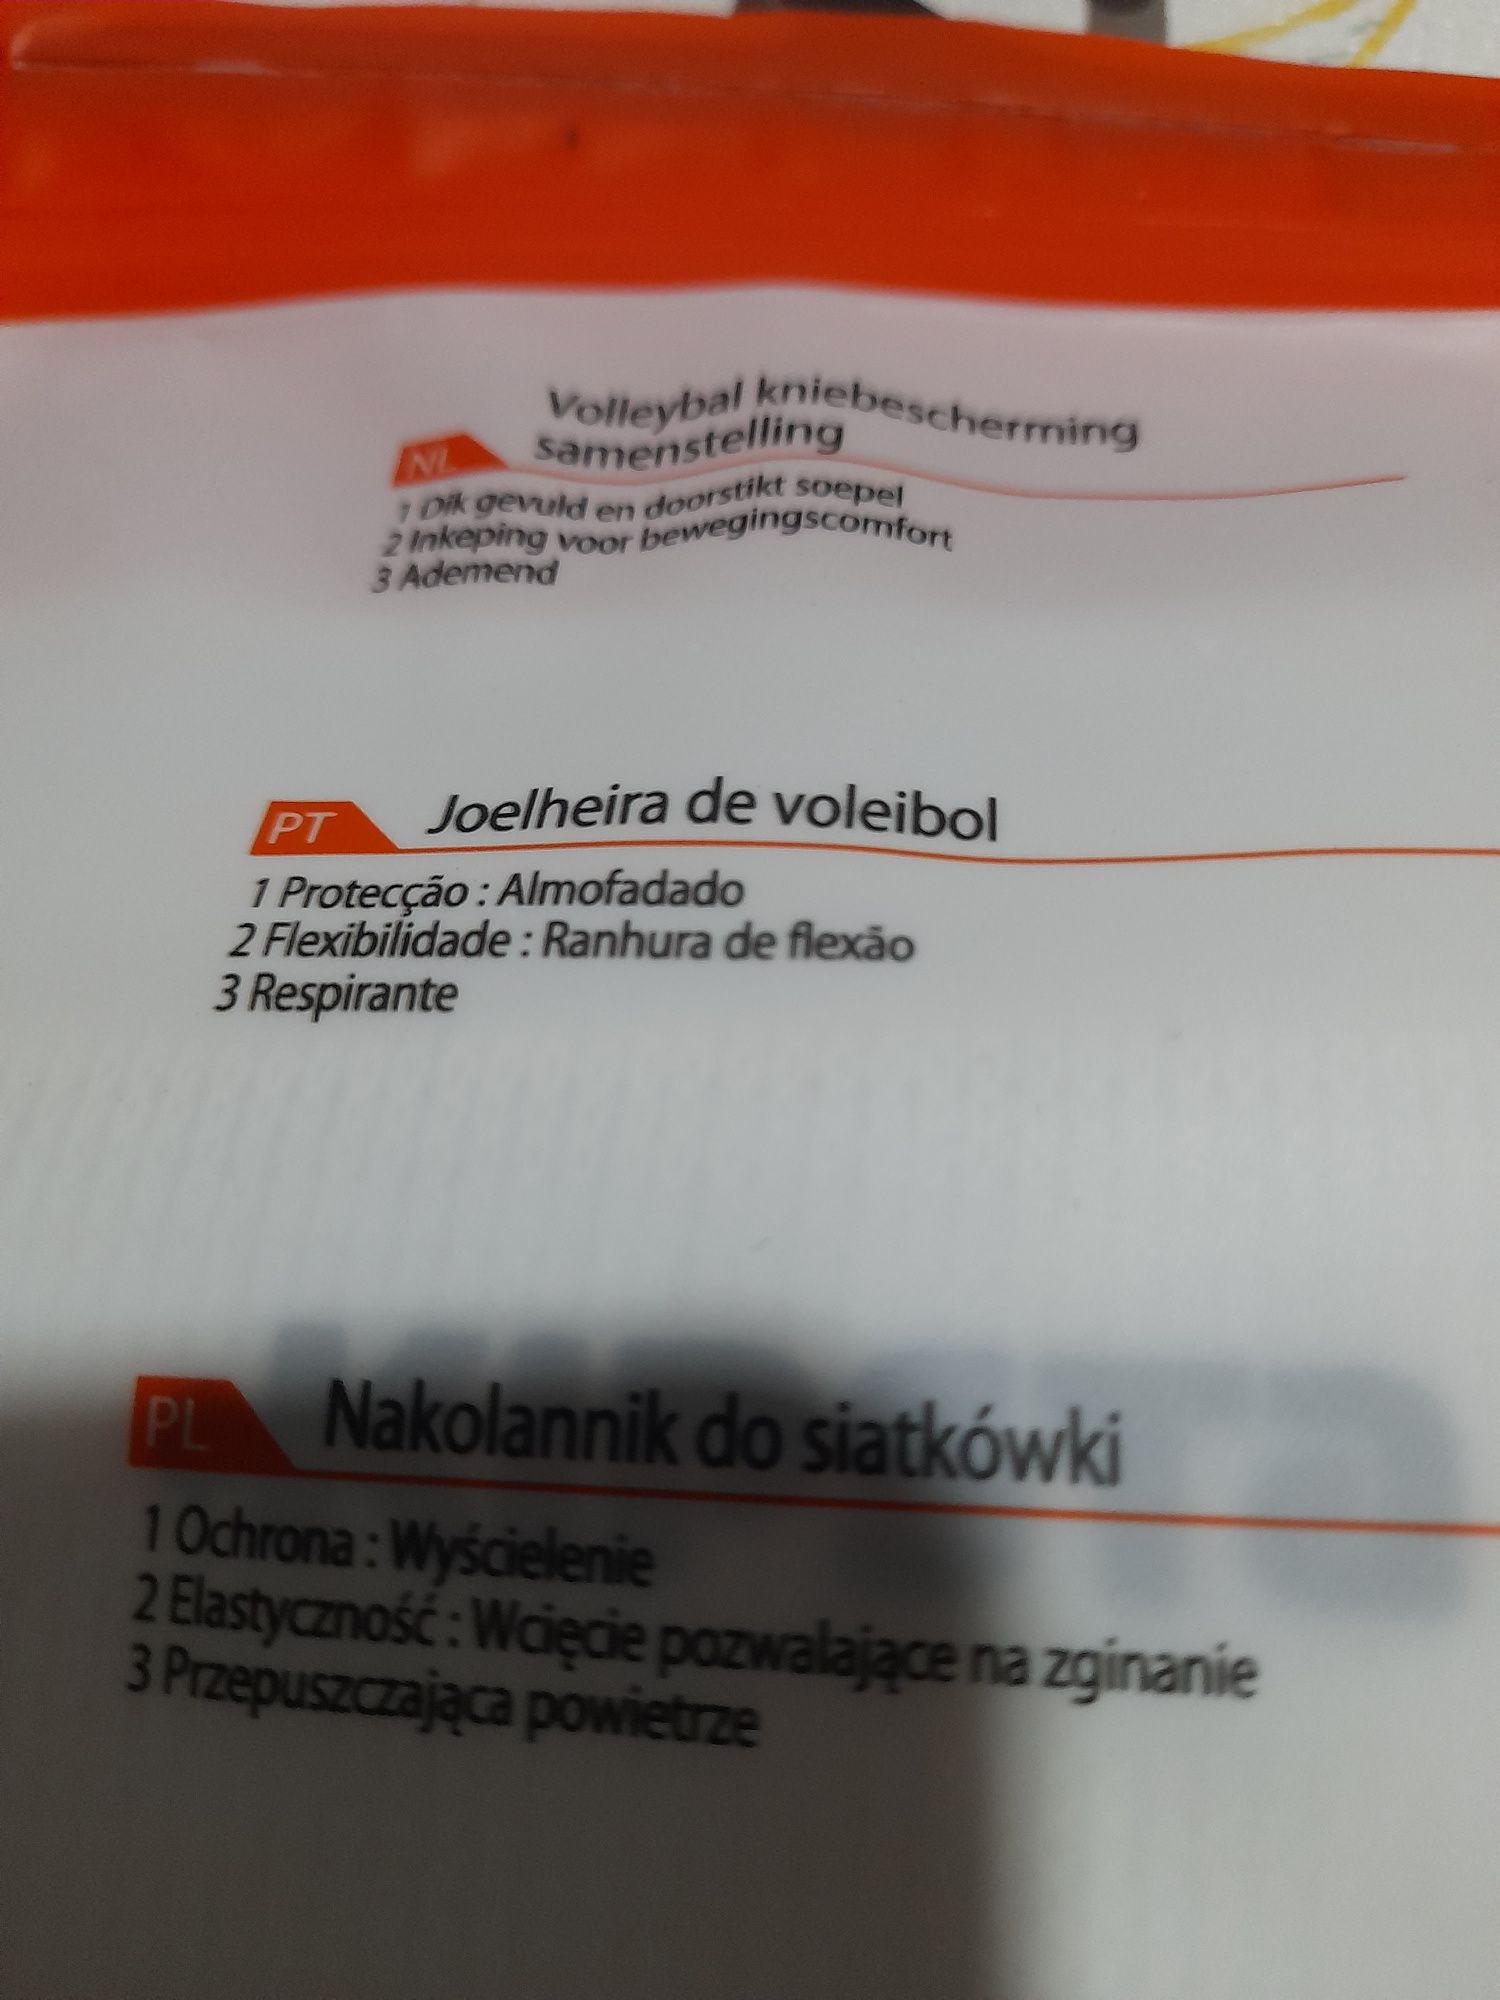 Volleybal kniebescherming
samenstelling
NL
1 Dik gevuld en doorstikt soepel
2 Inkeping voor bewegingscomfort
3 Ademend
PT Joelheira de voleibol
1 Protecção : Almofadado
2 Flexibilidade : Ranhura de flexão
3 Respirante
PL Nakolannik do siatkówki
1 Ochrona : Wyścielenie
2 Elastyczność : Wcięcie pozwalające na zginanie
3 Przepuszczająca powietrze